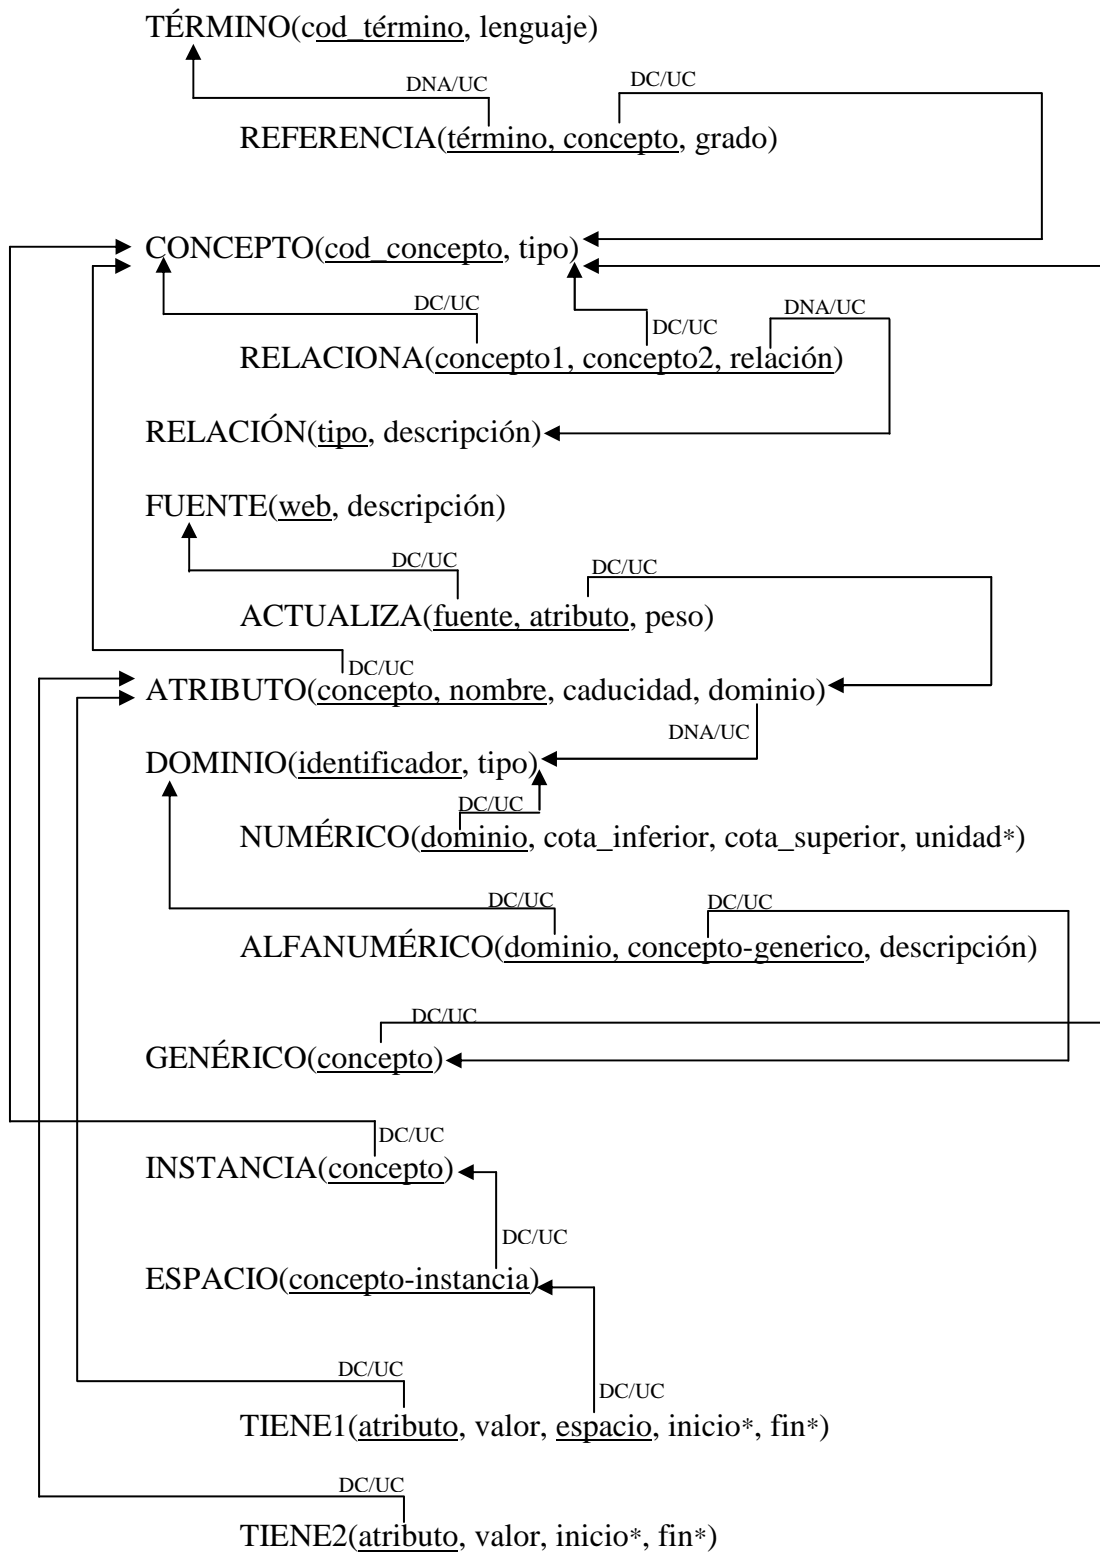 TÉRMINO(cod_término, lenguaje)
DNA/UC DC/UC
REFERENCIA(término, concepto, grado)
CONCEPTO(cod_concepto, tipo)
DC/UC DC/UC DNA/UC
RELACIONA(concepto1, concepto2, relación)
RELACIÓN(tipo, descripción)
FUENTE(web, descripción)
DC/UC DC/UC
ACTUALIZA(fuente, atributo, peso)
DC/UC
ATRIBUTO(concepto, nombre, caducidad, dominio)
DNA/UC
DOMINIO(identificador, tipo)
DC/UC
NUMÉRICO(dominio, cota_inferior, cota_superior, unidad*)
DC/UC DC/UC
ALFANUMÉRICO(dominio, concepto-generico, descripción)
DC/UC
GENÉRICO(concepto)
DC/UC
INSTANCIA(concepto)
DC/UC
ESPACIO(concepto-instancia)
DC/UC DC/UC
TIENE1(atributo, valor, espacio, inicio*, fin*)
DC/UC
TIENE2(atributo, valor, inicio*, fin*)